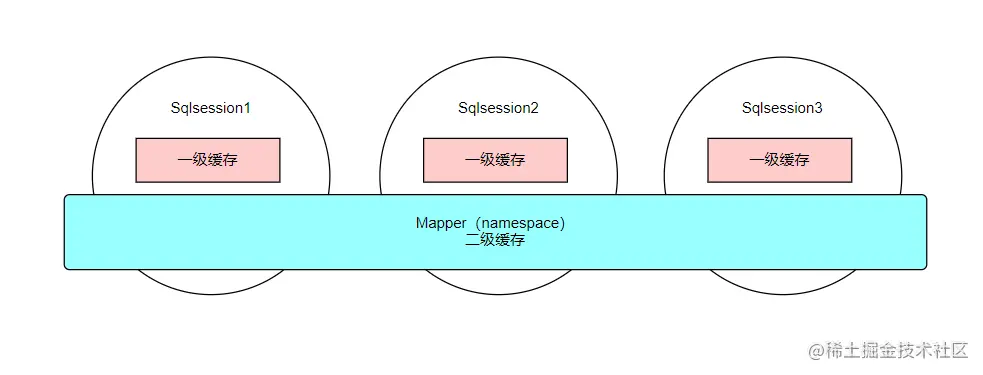 Sqlsession1
Sqlsession2
Sqlsession3
一级缓存
一级缓存
一级缓存
Mapper（namespace）
二级缓存
@稀土掘金技术社区